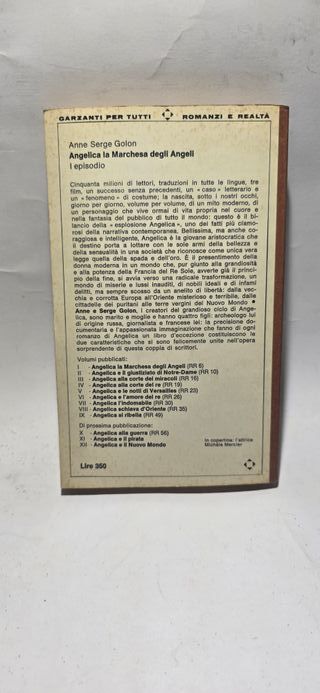 GARZANTI PER TUTTI ROMANZI E REALTÀ
Anne Serge Golon
Angelica la Marchesa degli Angeli
I episodio
Cinquanta milioni di lettori, traduzioni in tutte le lingue, tre
film, un successo senza precedenti, un « caso » letterario e
un « fenomeno » di costume; la nascita, sotto i nostri occhi,
giorno per giorno, volume per volume, di un mito moderno, di
un personaggio che vive ormai di vita propria nel cuore e
nella fantasia del pubblico di tutto il mondo: questo è il bi-
lancio della « esplosione Angelica », uno dei fatti più clamo-
rosi della narrativa contemporanea. Bellissima, ma anche co-
raggiosa e intelligente, Angelica è la giovane aristocratica che
il destino porta a lottare con le sole armi della bellezza e
della sensualità in una società che riconosce come unica vera
legge quella della spada e dell'oro. È il presentimento della
donna moderna in un mondo che, pur giunto alla grandiosità
e alla potenza della Francia del Re Sole, avverte già il princi-
pio della fine, si avvia verso una radicale trasformazione, un
mondo di miserie e lussi inauditi, di nobili ideali e di infami
delitti, ma sempre scosso da un anelito di libertà: dalla vec-
chia e corrotta Europa all'Oriente misterioso e terribile, dalle
cittadelle dei puritani alle terre vergini del Nuovo Mondo •
Anne e Serge Golon, i creatori del grandioso ciclo di Ange-
lica, sono marito e moglie e hanno quattro figli: archeologo lui
di origine russa, giornalista e francese lei: la precisione do-
cumentaria e l'appassionata immaginazione che fanno di ogni
romanzo di Angelica un libro d'eccezione costituiscono le
due caratteristiche che si sono felicemente unite nell'opera
sorprendente di questa coppia di scrittori.
Volumi pubblicati:
I - Angelica la Marchesa degli Angeli (RR 6)
II - Angelica e il giustiziato di Notre-Dame (RR 10)
III - Angelica alla corte dei miracoli (RR 16)
IV - Angelica alla corte del re (RR 19)
V - Angelica e le notti di Versailles (RR 23)
VI - Angelica e l'amore del re (RR 26)
VII - Angelica l'indomabile (RR 30)
VIII - Angelica schiava d'Oriente (RR 35)
IX - Angelica si ribella (RR 49)
Di prossima pubblicazione:
X - Angelica alla guerra (RR 56)
XI - Angelica e il pirata
XII - Angelica e il Nuovo Mondo
In copertina: l'attrice
Michèle Mercier
Lire 350